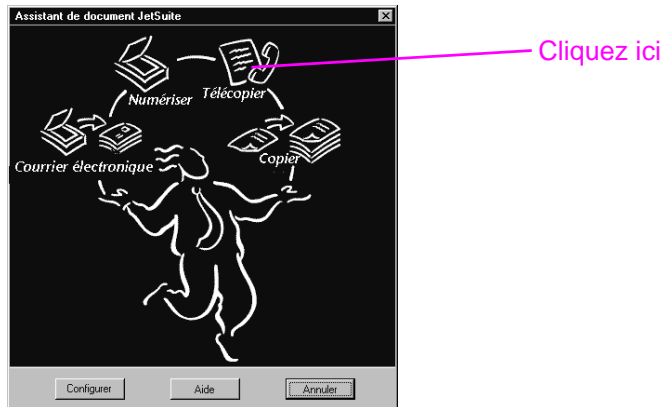 Assistant de document JetSuite
Cliquez ici
Numériser
Télécopier
Courrier électronique
Copier
Configurer
Aide
Annuler